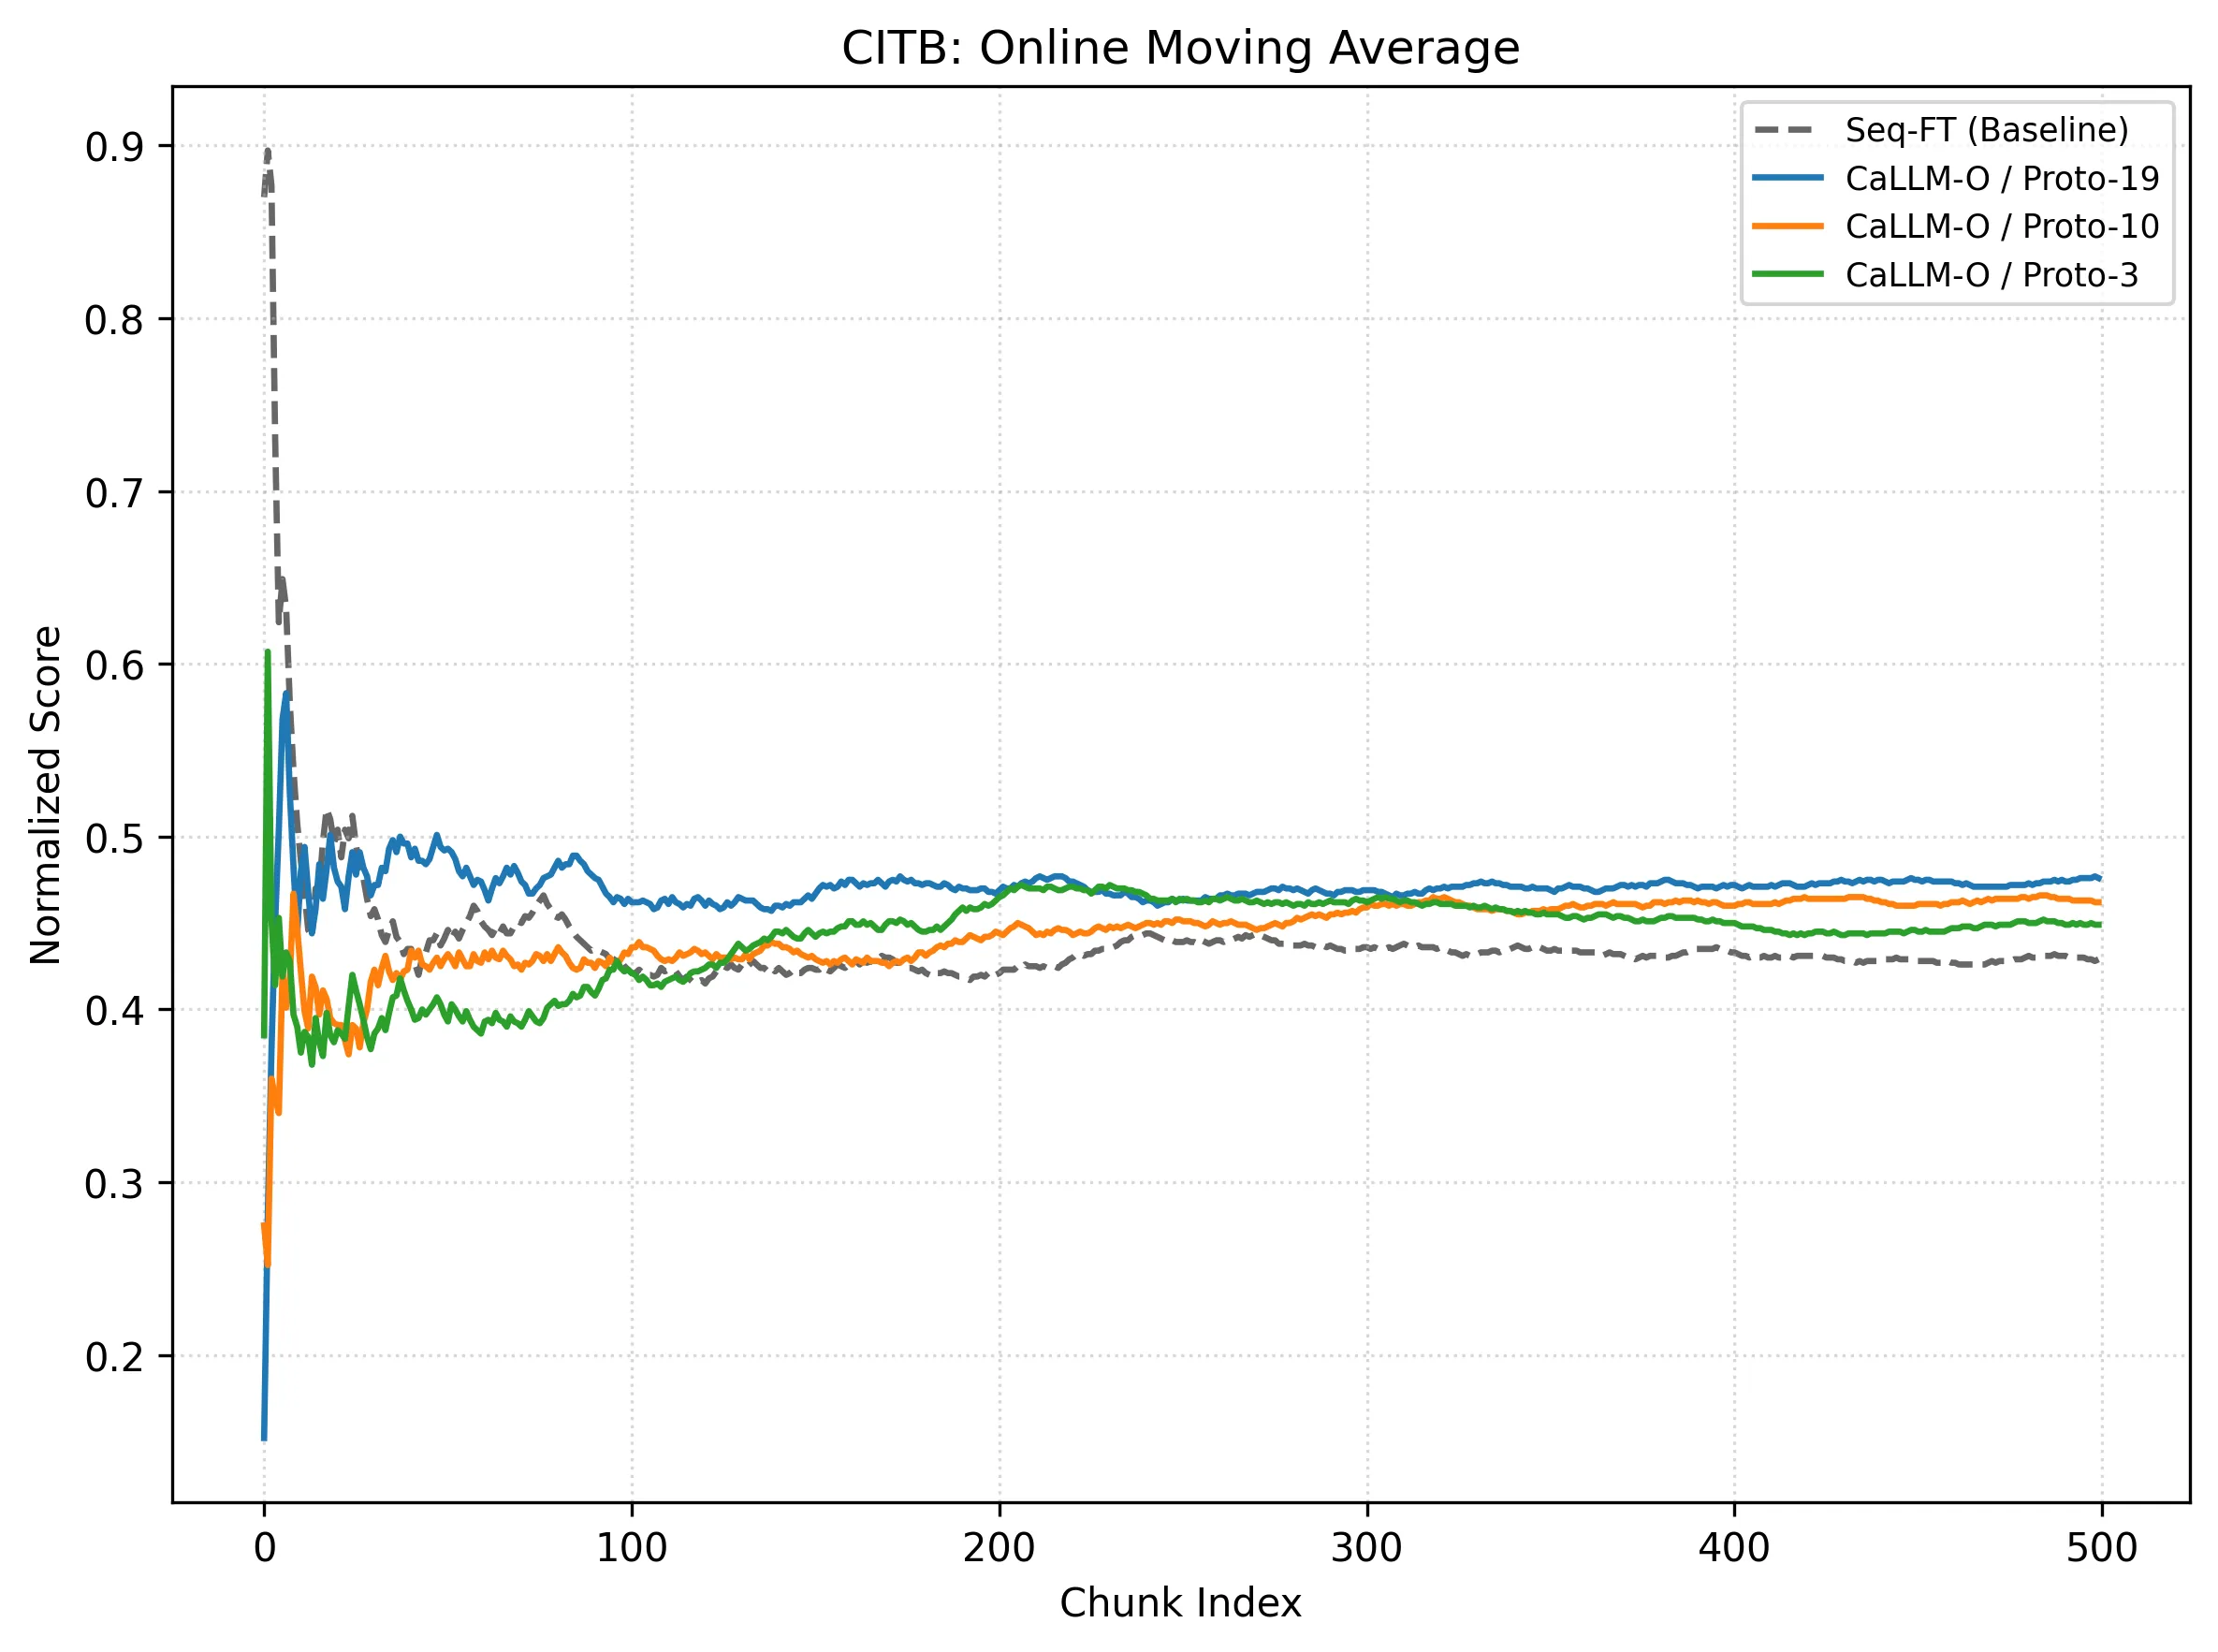 CITB: Online Moving Average
Seq-FT (Baseline)
CaLLM-O / Proto-19
CaLLM-O / Proto-10
CaLLM-O / Proto-3
Normalized Score
0.9
0.8
0.7
0.6
0.5
0.4
0.3
0.2
0 100 200 300 400 500
Chunk Index